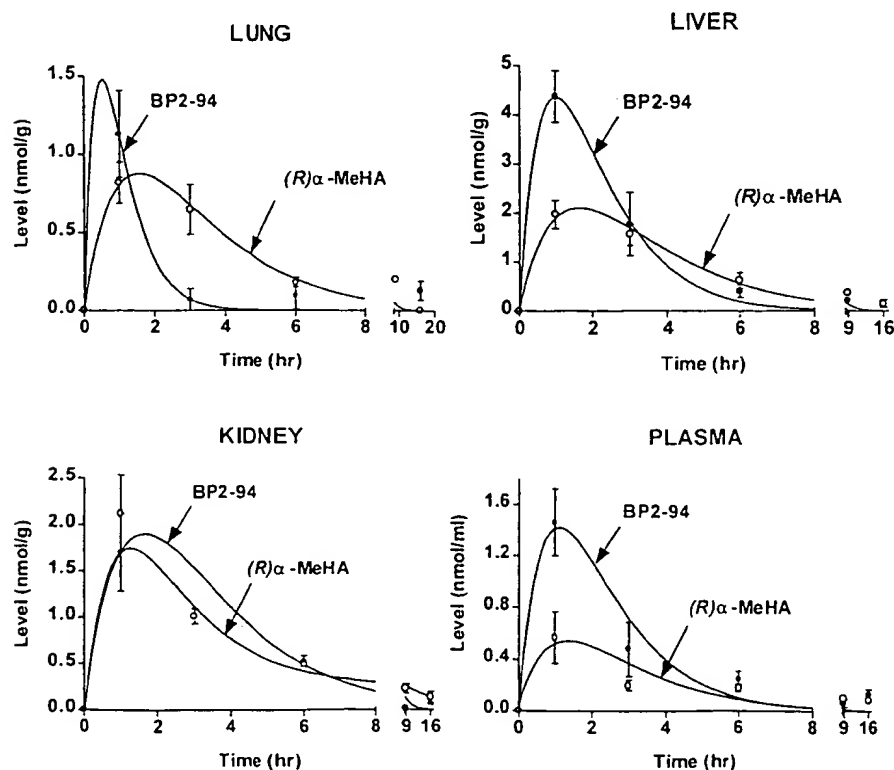 LUNG
1.5
1.0
0.5
0.0
Level (nmol/g)
BP2-94
(R)α-MeHA
0 2 4 6 8 10 20
Time (hr)
LIVER
5
4
3
2
1
0
Level (nmol/g)
BP2-94
(R)α-MeHA
0 2 4 6 8 9 16
Time (hr)
KIDNEY
2.5
2.0
1.5
1.0
0.5
0.0
Level (nmol/g)
BP2-94
(R)α-MeHA
0 2 4 6 8 9 16
Time (hr)
PLASMA
1.6
1.2
0.8
0.4
0.0
Level (nmol/ml)
BP2-94
(R)α-MeHA
0 2 4 6 8 9 16
Time (hr)